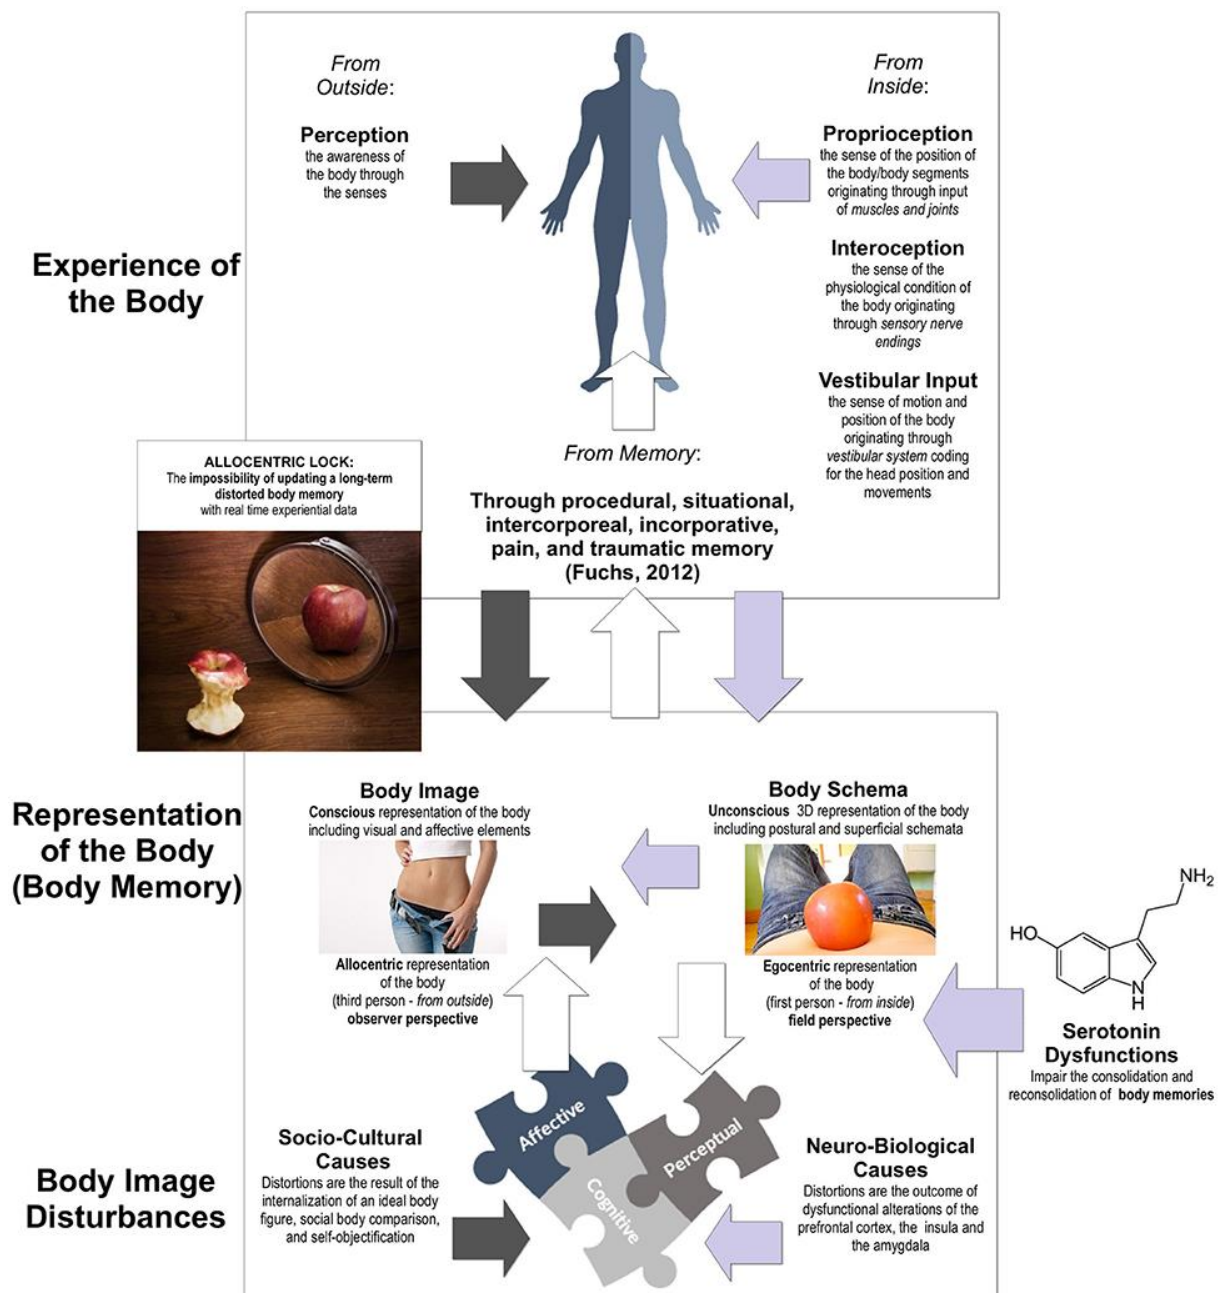 From
Outside:
Perception
the awareness of
the body through
the senses
From
Inside:
Proprioception
the sense of the position of
the body/body segments
originating through input
of muscles and joints
Interoception
the sense of the
physiological condition of
the body originating
through sensory nerve
endings
Vestibular Input
the sense of motion and
position of the body
originating through
vestibular system coding
for the head position and
movements
Experience of
the Body
From Memory:
Through procedural, situational,
intercorporeal, incorporative,
pain, and traumatic memory
(Fuchs, 2012)
ALLOCENTRIC LOCK:
The impossibility of updating a long-term
distorted body memory
with real time experiential data
Representation
of the Body
(Body Memory)
Body Image
Conscious representation of the body
including visual and affective elements
Allocentric representation
of the body
(third person - from outside)
observer perspective
Body Schema
Unconscious 3D representation of the body
including postural and superficial schemata
Egocentric representation
of the body
(first person - from inside)
field perspective
NH2
HO
N
H
Serotonin
Dysfunctions
Impair the consolidation and
reconsolidation of body memories
Body Image
Disturbances
Socio-Cultural
Causes
Distortions are the result of the
internalization of an ideal body
figure, social body comparison,
and self-objectification
Affective
Cognitive
Perceptual
Neuro-Biological
Causes
Distortions are the outcome of
dysfunctional alterations of the
prefrontal cortex, the insula and
the amygdala